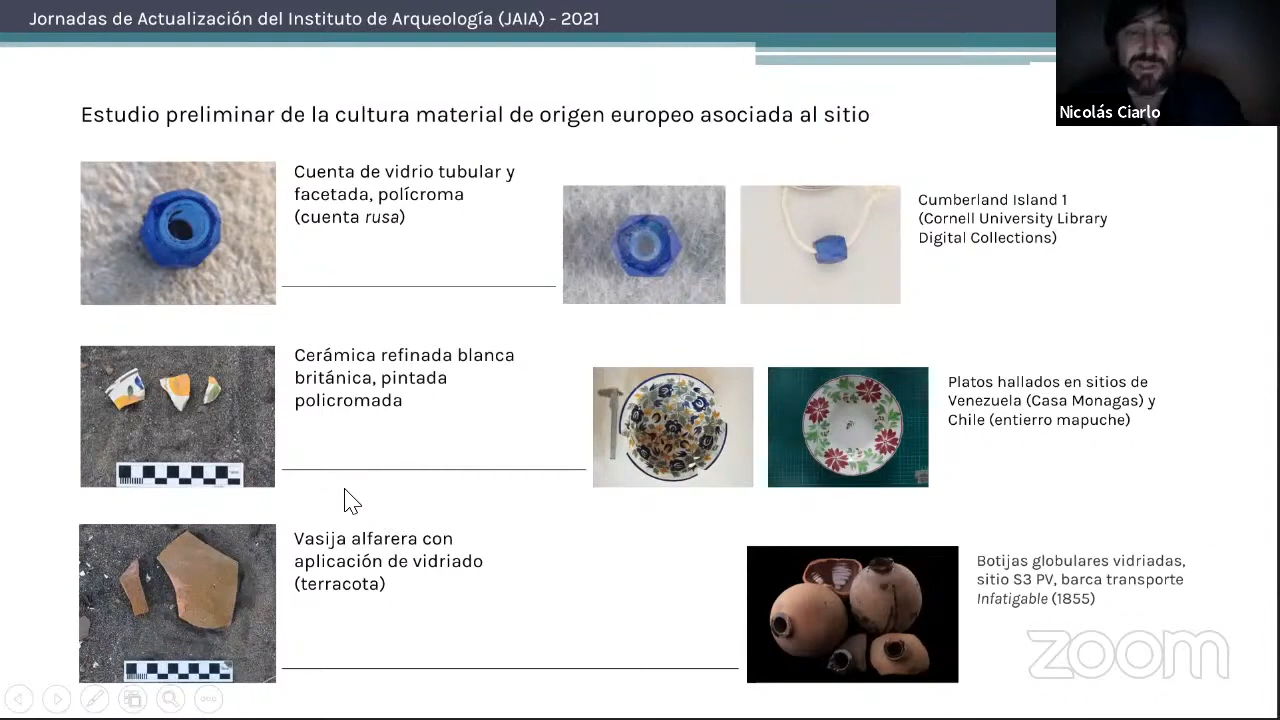 Jornadas de Actualización del Instituto de Arqueología (JAIA) - 2021
Nicolás Ciarlo
Estudio preliminar de la cultura material de origen europeo asociada al sitio
Cuenta de vidrio tubular y
facetada, polícroma
(cuenta rusa)
Cumberland Island 1
(Cornell University Library
Digital Collections)
Cerámica refinada blanca
británica, pintada
policromada
Platos hallados en sitios de
Venezuela (Casa Monagas) y
Chile (entierro mapuche)
Vasija alfarera con
aplicación de vidriado
(terracota)
Botijas globulares vidriadas,
sitio S3 PV, barca transporte
Infatigable (1855)
zoom